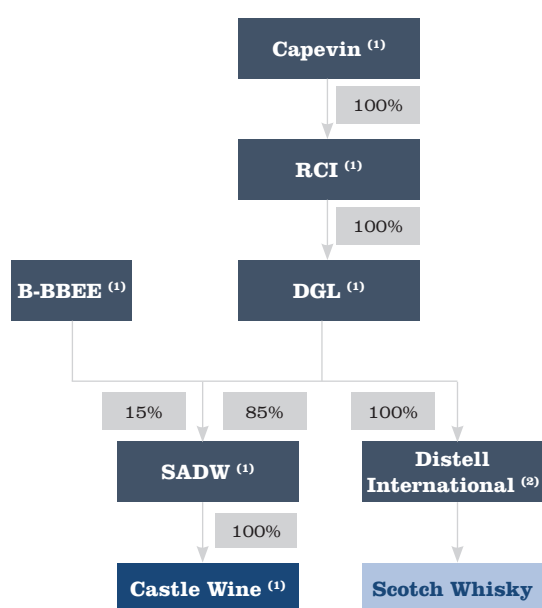 Capevin (1)
100%
RCI (1)
100%
B-BBEE (1)
DGL (1)
15%
85%
100%
SADW (1)
Distell
International (2)
100%
Castle Wine (1)
Scotch Whisky